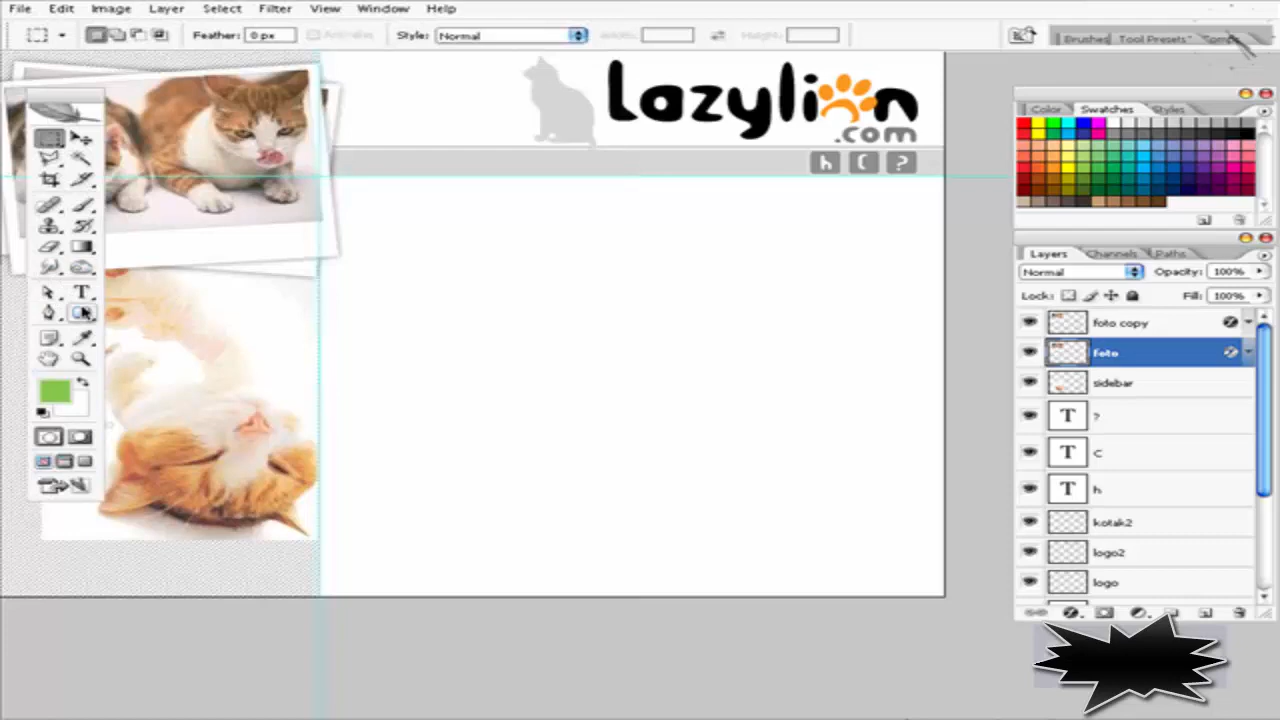 File Edit Image Layer Select Filter View Window Help
Feather: 0 px Style: Normal
Brushes Tool Presets
Lazylion
.com
h C ?
Color Swatches Styles
Layers Channels Paths
Normal Opacity: 100%
Lock: Fill: 100%
foto copy
foto
sidebar
T ?
T C
T h
kotak2
logo2
logo
T